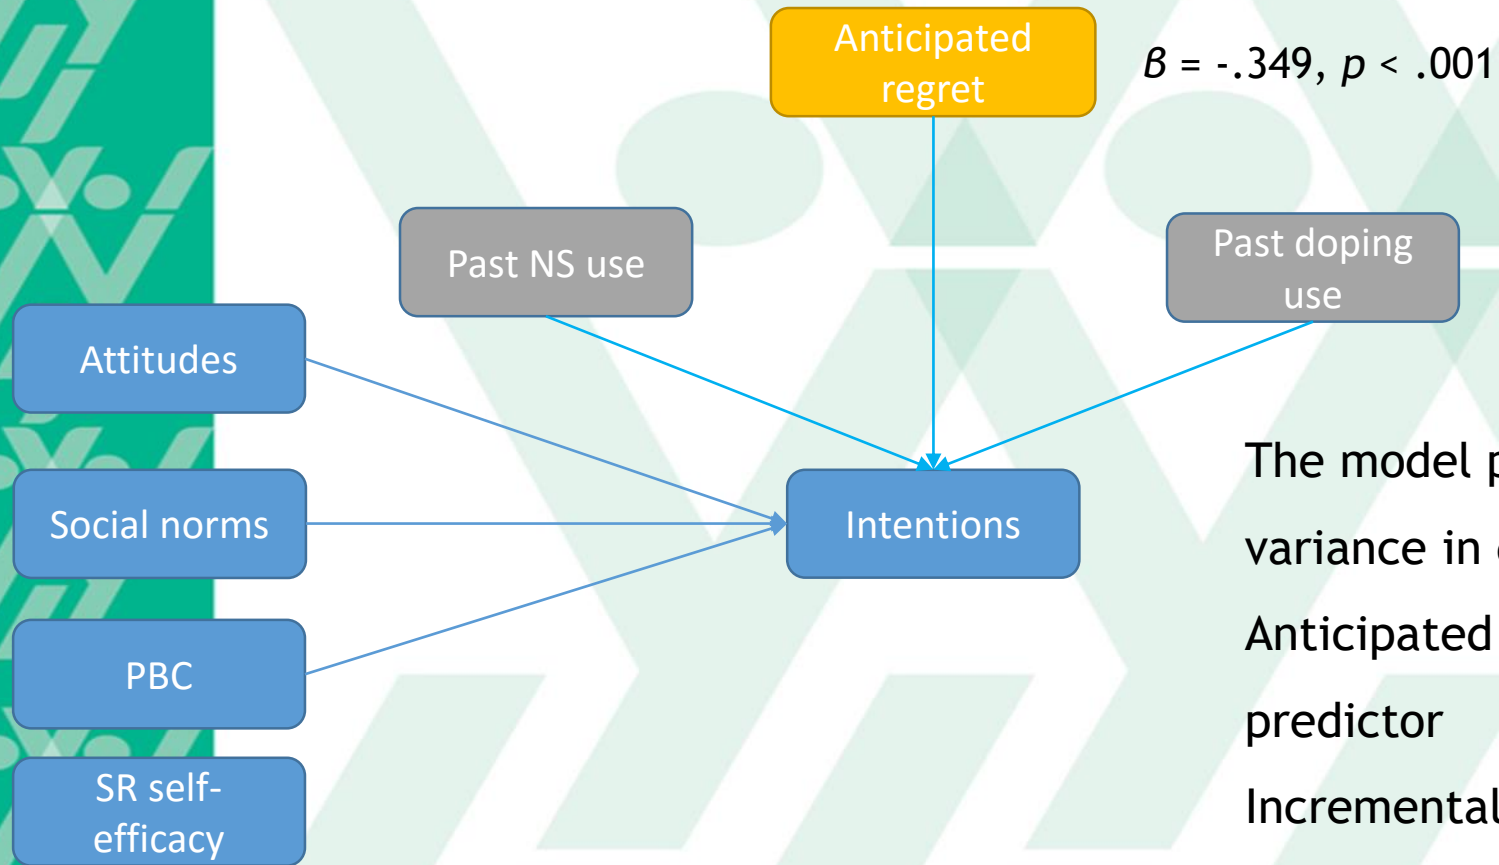 Anticipated
regret
β = -.349, p < .001
Past NS use
Past doping
use
Attitudes
Social norms
Intentions
PBC
SR self-
efficacy
The model
variance in
Anticipated
predictor
Incremental